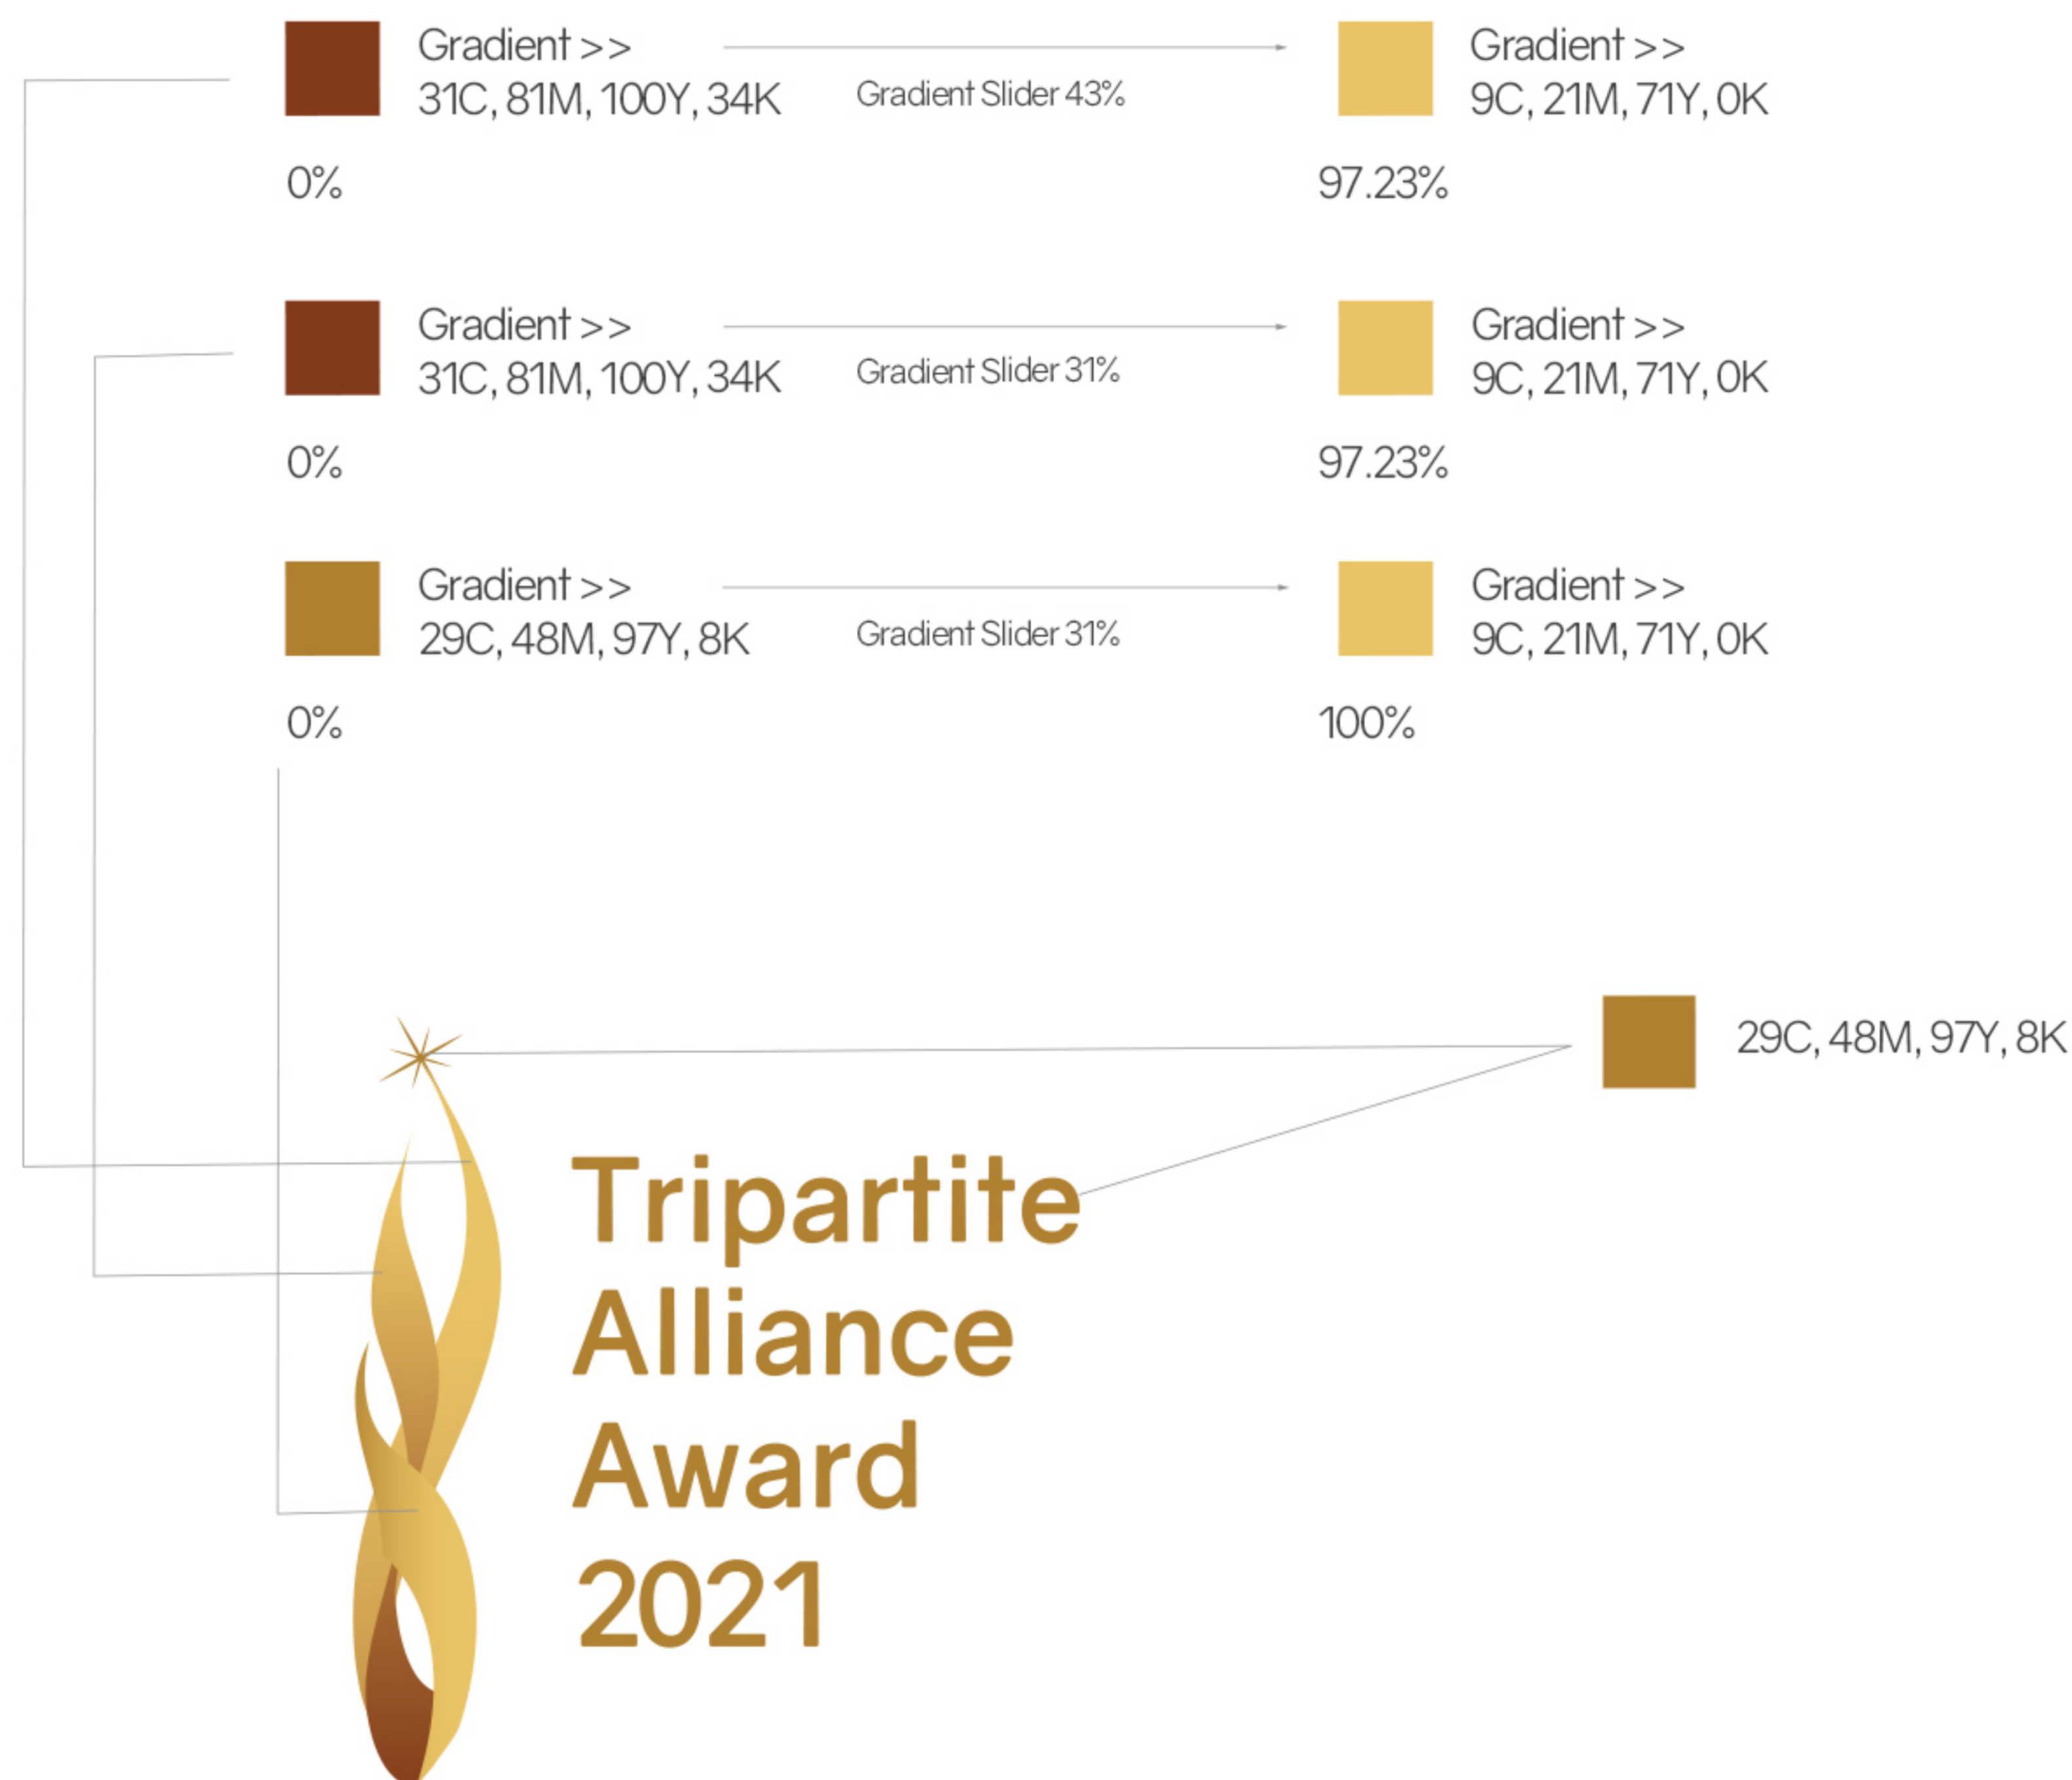 Gradient >>
31C, 81M, 100Y, 34K
Gradient Slider 43%
Gradient >>
9C, 21M, 71Y, 0K
0%
97.23%
Gradient >>
31C, 81M, 100Y, 34K
Gradient Slider 31%
Gradient >>
9C, 21M, 71Y, 0K
0%
97.23%
Gradient >>
29C, 48M, 97Y, 8K
Gradient Slider 31%
Gradient >>
9C, 21M, 71Y, 0K
0%
100%
29C, 48M, 97Y, 8K
Tripartite
Alliance
Award
2021